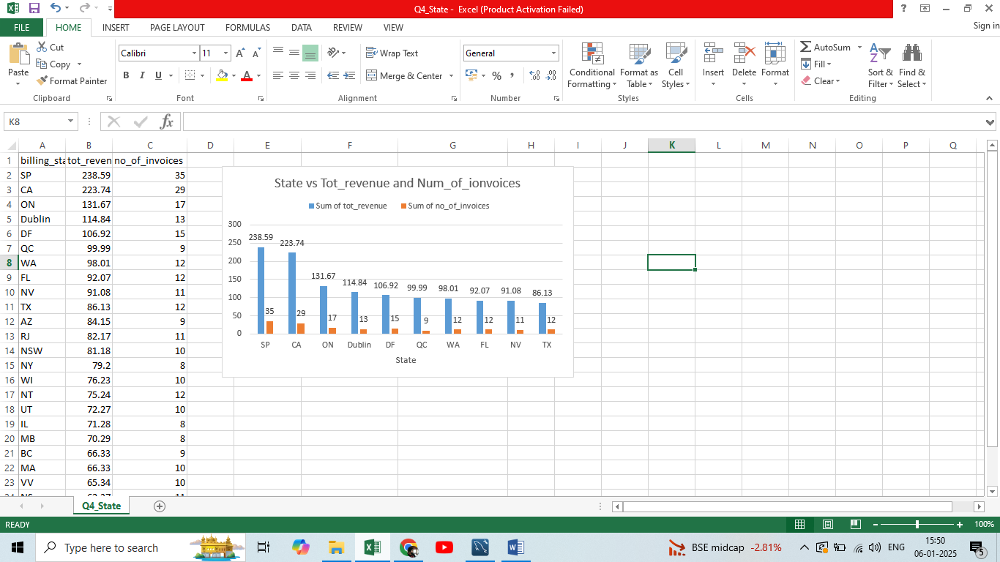 Q4_State - Excel (Product Activation Failed)
?
FILE HOME INSERT PAGE LAYOUT FORMULAS DATA REVIEW VIEW Sign in
Cut
Copy
Format Painter
Paste
Clipboard
Calibri 11
B I U
Font
Wrap Text
Merge & Center
Alignment
General
%
Number
Conditional Formatting
Format as Table
Cell Styles
Styles
Insert Delete Format
Cells
AutoSum
Fill
Clear
Sort & Filter
Find & Select
Editing
K8 fx
A B C D E F G H I J K L M N O P Q
1 billing_sta tot_reven no_of_invoices
2 SP 238.59 35
3 CA 223.74 29
4 ON 131.67 17
5 Dublin 114.84 13
6 DF 106.92 15
7 QC 99.99 9
8 WA 98.01 12
9 FL 92.07 12
10 NV 91.08 11
11 TX 86.13 12
12 AZ 84.15 9
13 RJ 82.17 11
14 NSW 81.18 10
15 NY 79.2 8
16 WI 76.23 10
17 NT 75.24 12
18 UT 72.27 10
19 IL 71.28 8
20 MB 70.29 8
21 BC 66.33 9
22 MA 66.33 10
23 VV 65.34 10
State vs Tot_revenue and Num_of_ionvoices
Sum of tot_revenue Sum of no_of_invoices
300
250
200
150
100
50
0
238.59 223.74 131.67 114.84 106.92 99.99 98.01 92.07 91.08 86.13
35 29 17 13 15 9 12 12 11 12
SP CA ON Dublin DF QC WA FL NV TX
State
Q4_State
READY 100%
Type here to search
BSE midcap -2.81%
ENG
15:50
06-01-2025
5